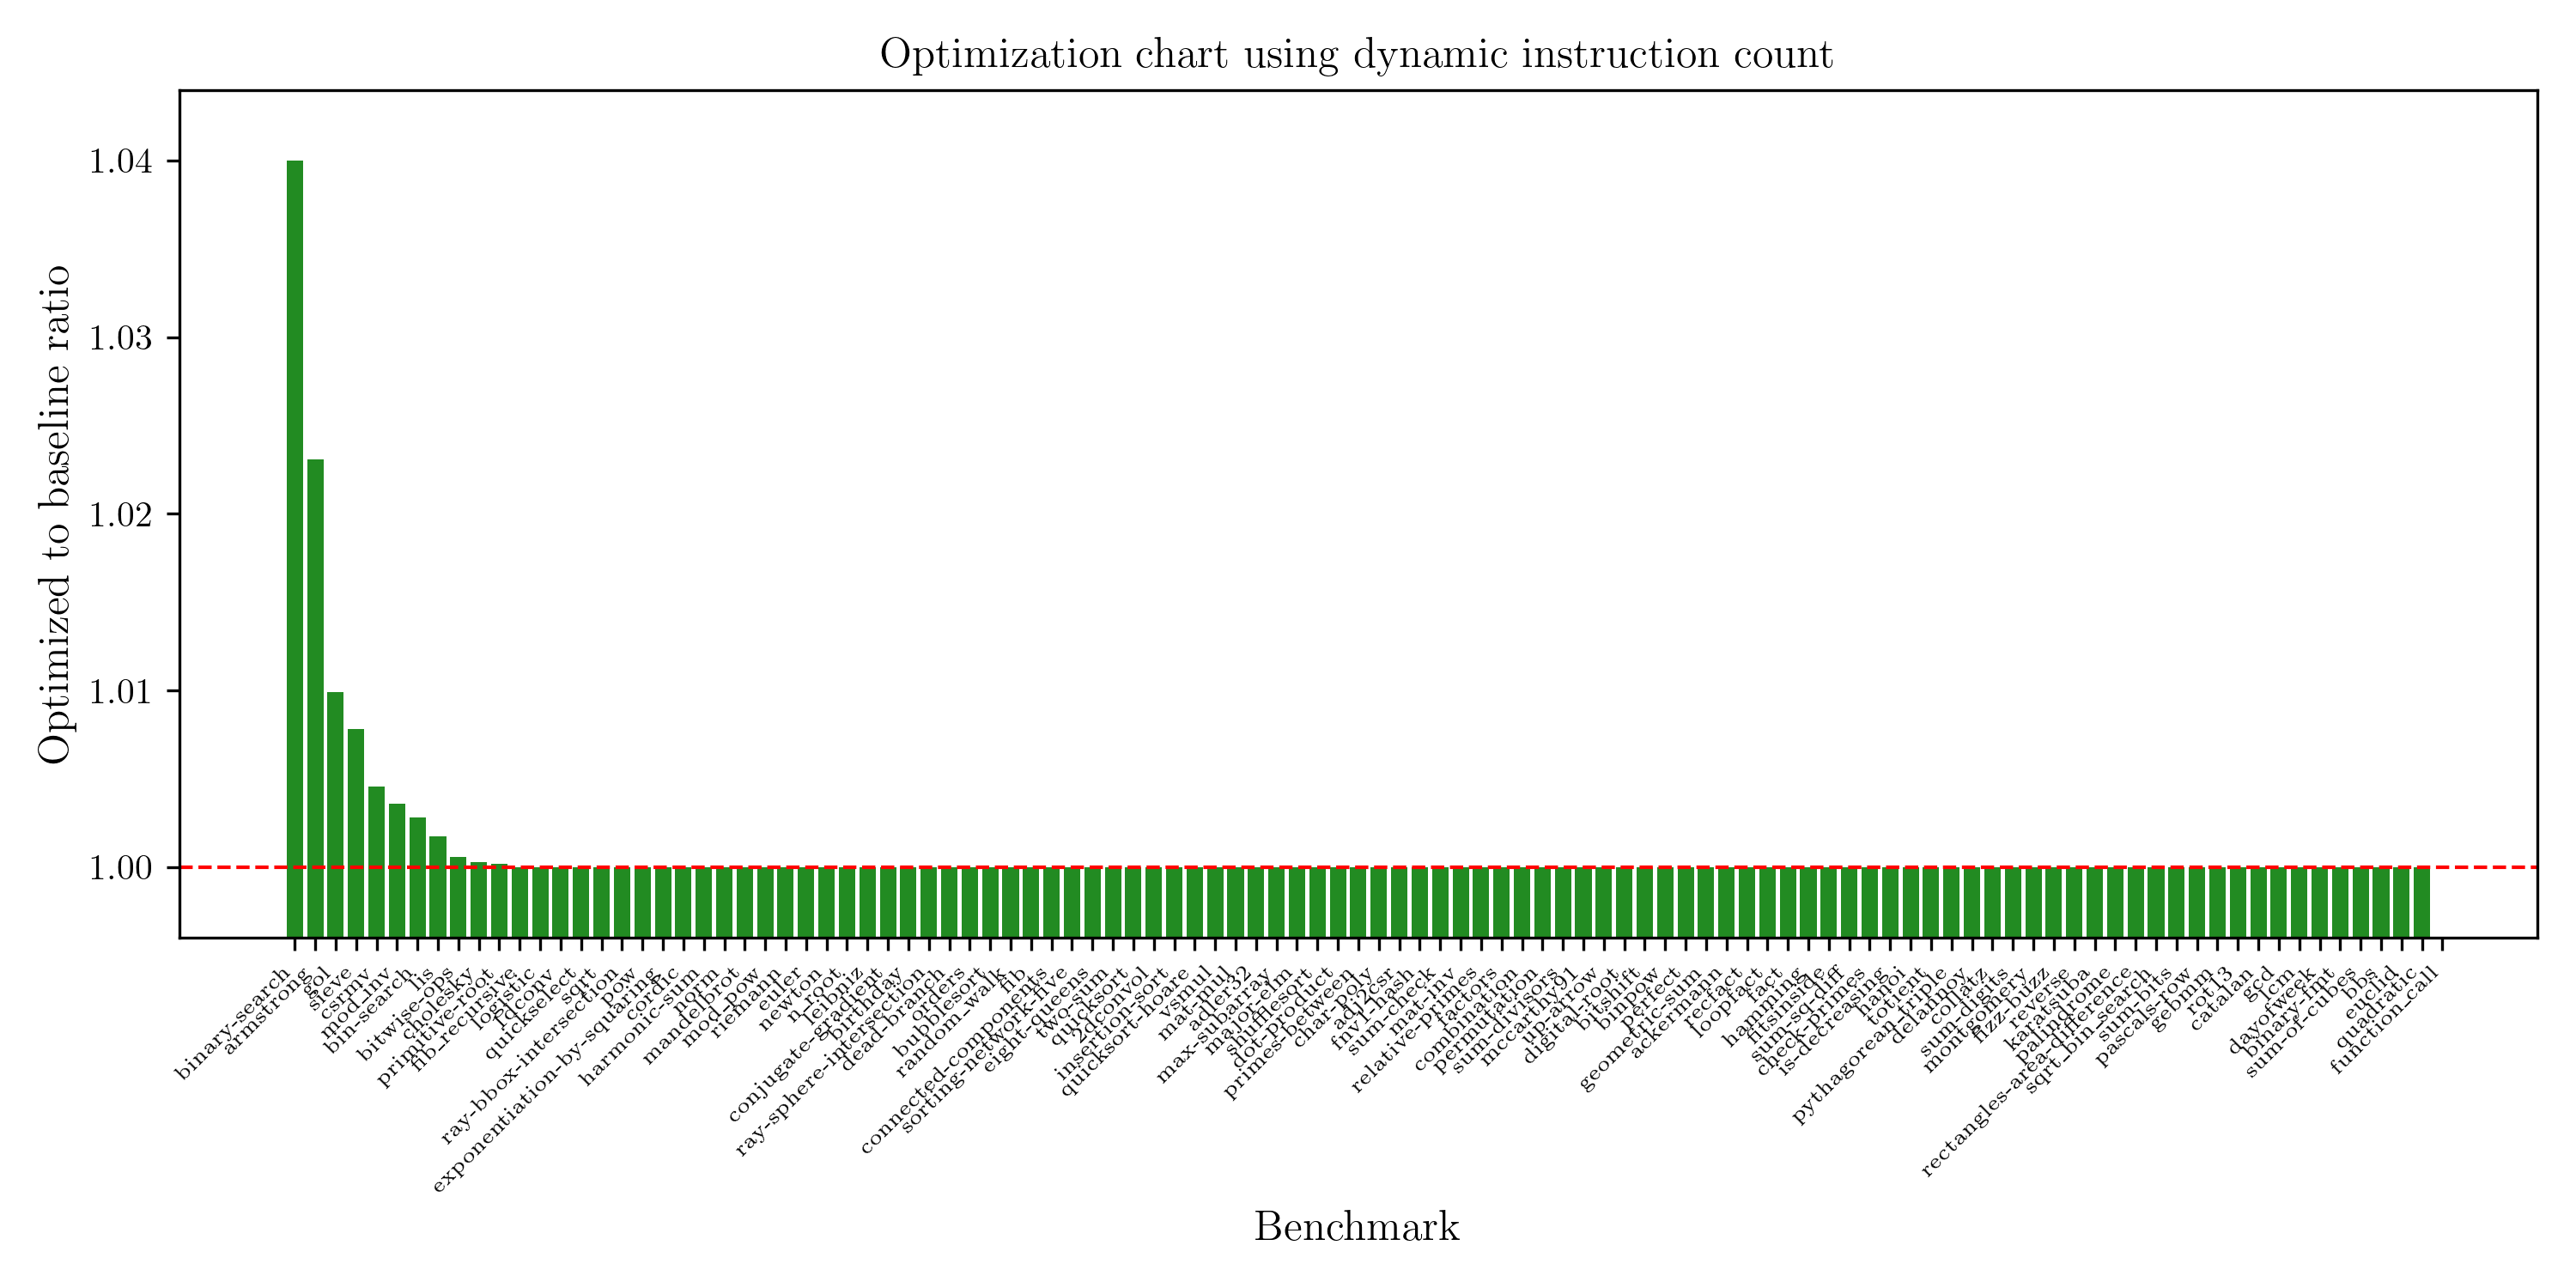 Optimization chart using dynamic instruction count
Optimized to baseline ratio
1.04
1.03
1.02
1.01
1.00
binary-search
armstrong
gol
sieve
csrmv
mod_inv
bin-search
lis
bitwise-ops
cholesky
primitive-root
fib_recursive
logistic
fdconv
quickselect
sqrt
ray-bbox-intersection
pow
exponentiation-by-squaring
cordic
harmonic-sum
norm
mandelbrot
mod_pow
riemann
euler
newton
n_root
leibniz
conjugate-gradient
birthday
ray-sphere-intersection
dead-branch
orders
bubblesort
random_walk
fib
connected-components
sorting-network-five
eight-queens
two-sum
quicksort
2dconvol
insertion-sort
quicksort-hoare
vsmul
mat-mul
adler32
max-subarray
major-elm
shufflesort
dot-product
primes-between
char-poly
adj2csr
fnv1-hash
sum-check
mat-inv
relative-primes
factors
combination
permutation
sum-divisors
mccarthy91
up-arrow
digital-root
bitshift
binpow
perfect
geometric-sum
ackermann
recfact
loopfact
fact
hamming
fitsinside
sum-sq-diff
check-primes
is-decreasing
hanoi
totient
pythagorean_triple
delannoy
collatz
sum-digits
montgomery
fizz-buzz
reverse
karatsuba
palindrome
rectangles-area-difference
sqrt_bin_search
sum-bits
pascals-row
gebmm
rot13
catalan
gcd
lcm
dayofweek
binary-fmt
sum-of-cubes
bbs
euclid
quadratic
function_call
Benchmark